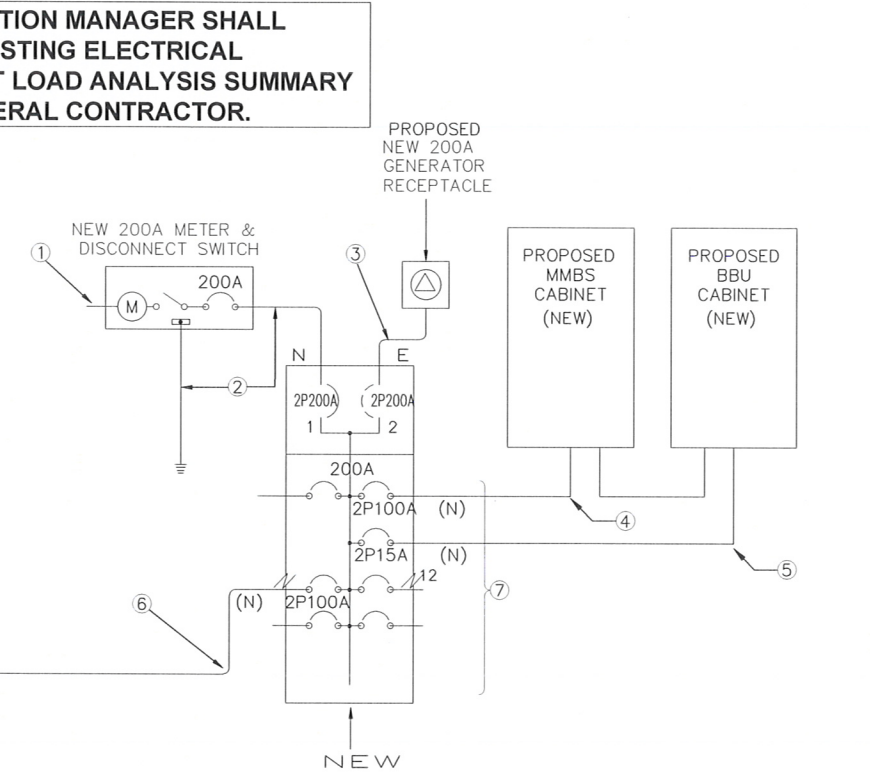 TION MANAGER SHALL
STING ELECTRICAL
T LOAD ANALYSIS SUMMARY
ERAL CONTRACTOR.
PROPOSED
NEW 200A
GENERATOR
RECEPTACLE
NEW 200A METER &
DISCONNECT SWITCH
1
200A
M
3
2
N
E
2P200A
2P200A
1
2
PROPOSED
MMBS
CABINET
(NEW)
PROPOSED
BBU
CABINET
(NEW)
200A
2P100A
(N)
4
2P15A
(N)
5
12
6
(N)
2P100A
7
NEW